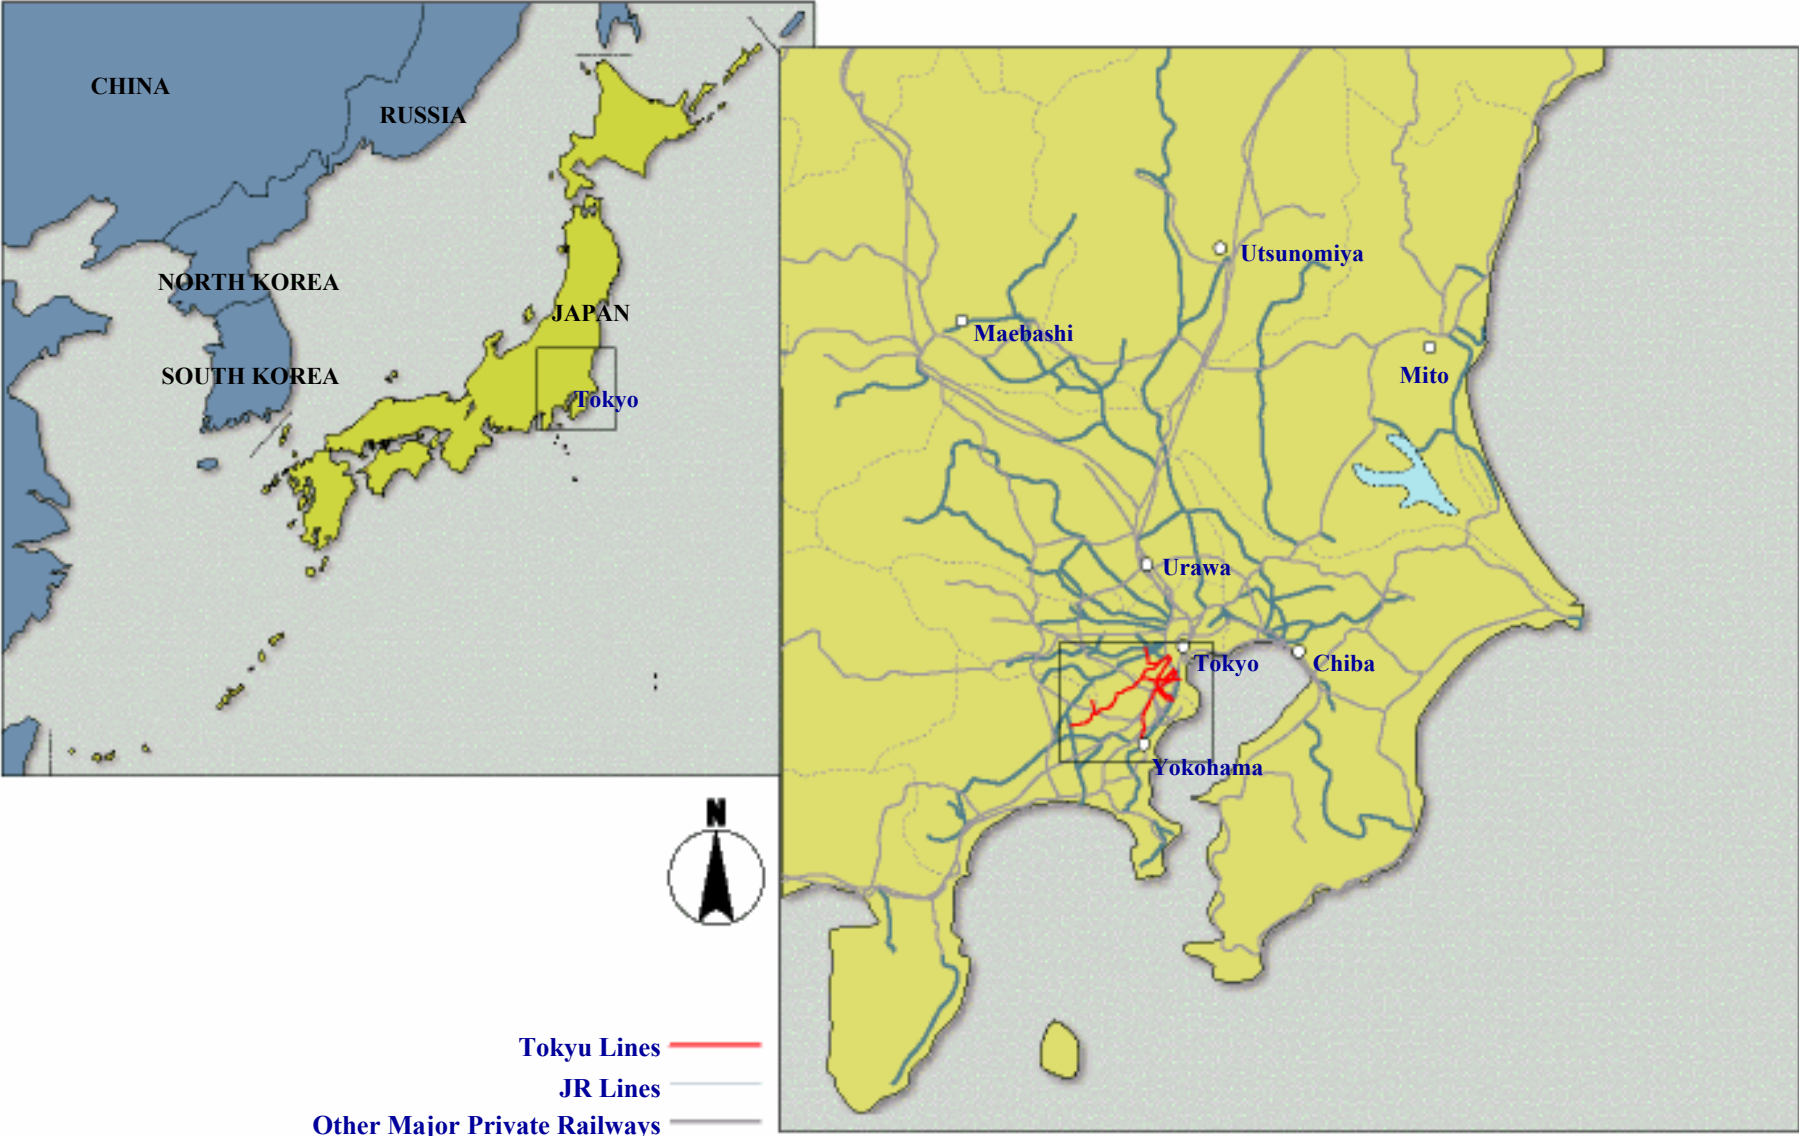 CHINA
RUSSIA
NORTH KOREA
JAPAN
SOUTH KOREA
Tokyo
Utsunomiya
Maebashi
Mito
Urawa
Tokyo
Chiba
Yokohama
N
Tokyu Lines
JR Lines
Other Major Private Railways